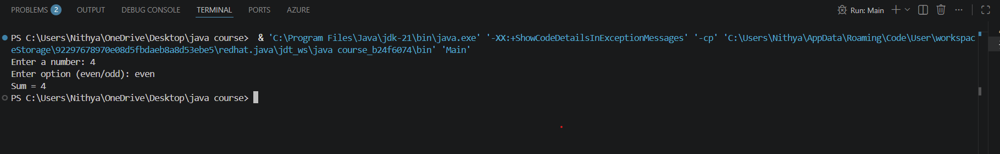 PROBLEMS 2 OUTPUT DEBUG CONSOLE TERMINAL PORTS AZURE Run: Main
PS C:\Users\Nithya\OneDrive\Desktop\java course>  & 'C:\Program Files\Java\jdk-21\bin\java.exe' '-XX:+ShowCodeDetailsInExceptionMessages' '-cp' 'C:\Users\Nithya\AppData\Roaming\Code\User\workspac
eStorage\92297678970e08d5fbdaeb8a8d53ebe5\redhat.java\jdt_ws\java course_b24f6074\bin' 'Main'
Enter a number: 4
Enter option (even/odd): even
Sum = 4
PS C:\Users\Nithya\OneDrive\Desktop\java course>